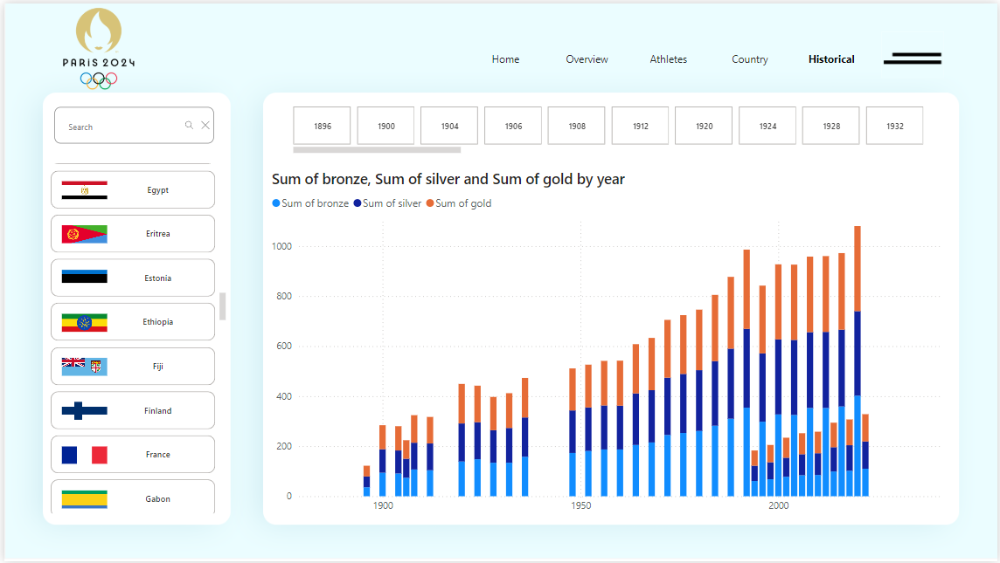 PARIS 2024
Home Overview Athletes Country Historical
Search
1896 1900 1904 1906 1908 1912 1920 1924 1928 1932
Egypt
Eritrea
Estonia
Ethiopia
Fiji
Finland
France
Gabon
Sum of bronze, Sum of silver and Sum of gold by year
Sum of bronze Sum of silver Sum of gold
1000
800
600
400
200
0
1900 1950 2000